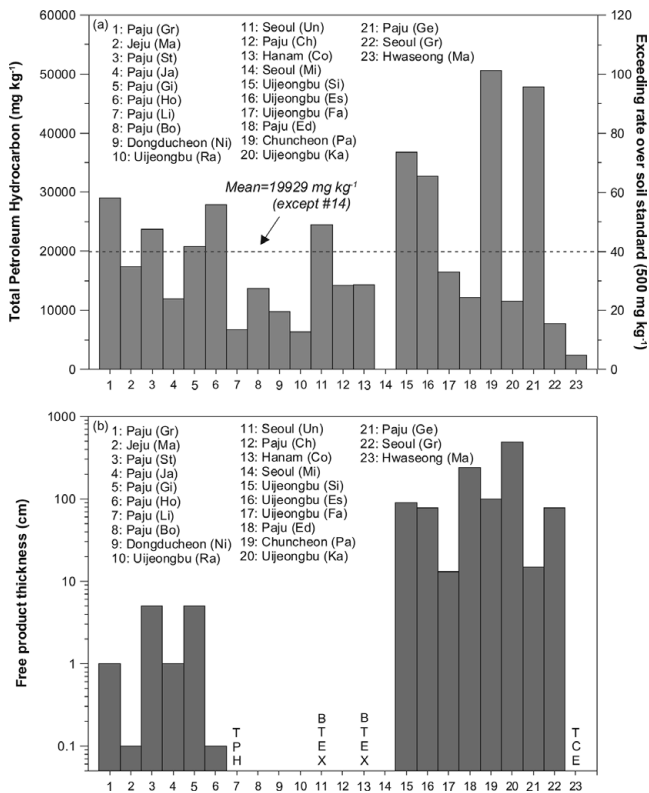 (a)
1: Paju (Gr)
2: Jeju (Ma)
3: Paju (St)
4: Paju (Ja)
5: Paju (Gi)
6: Paju (Ho)
7: Paju (Li)
8: Paju (Bo)
9: Dongducheon (Ni)
10: Uijeongbu (Ra)
11: Seoul (Un)
12: Paju (Ch)
13: Hanam (Co)
14: Seoul (Mi)
15: Uijeongbu (Si)
16: Uijeongbu (Es)
17: Uijeongbu (Fa)
18: Paju (Ed)
19: Chuncheon (Pa)
20: Uijeongbu (Ka)
21: Paju (Ge)
22: Seoul (Gr)
23: Hwaseong (Ma)
Mean=19929 mg kg⁻¹
(except #14)
Total Petroleum Hydrocarbon (mg kg⁻¹)
60000
50000
40000
30000
20000
10000
0
Exceeding rate over soil standard (500 mg kg⁻¹)
120
100
80
60
40
20
0
1 2 3 4 5 6 7 8 9 10 11 12 13 14 15 16 17 18 19 20 21 22 23
(b)
1: Paju (Gr)
2: Jeju (Ma)
3: Paju (St)
4: Paju (Ja)
5: Paju (Gi)
6: Paju (Ho)
7: Paju (Li)
8: Paju (Bo)
9: Dongducheon (Ni)
10: Uijeongbu (Ra)
11: Seoul (Un)
12: Paju (Ch)
13: Hanam (Co)
14: Seoul (Mi)
15: Uijeongbu (Si)
16: Uijeongbu (Es)
17: Uijeongbu (Fa)
18: Paju (Ed)
19: Chuncheon (Pa)
20: Uijeongbu (Ka)
21: Paju (Ge)
22: Seoul (Gr)
23: Hwaseong (Ma)
Free product thickness (cm)
1000
100
10
1
0.1
TPH
BTEX
BTEX
TCE
1 2 3 4 5 6 7 8 9 10 11 12 13 14 15 16 17 18 19 20 21 22 23